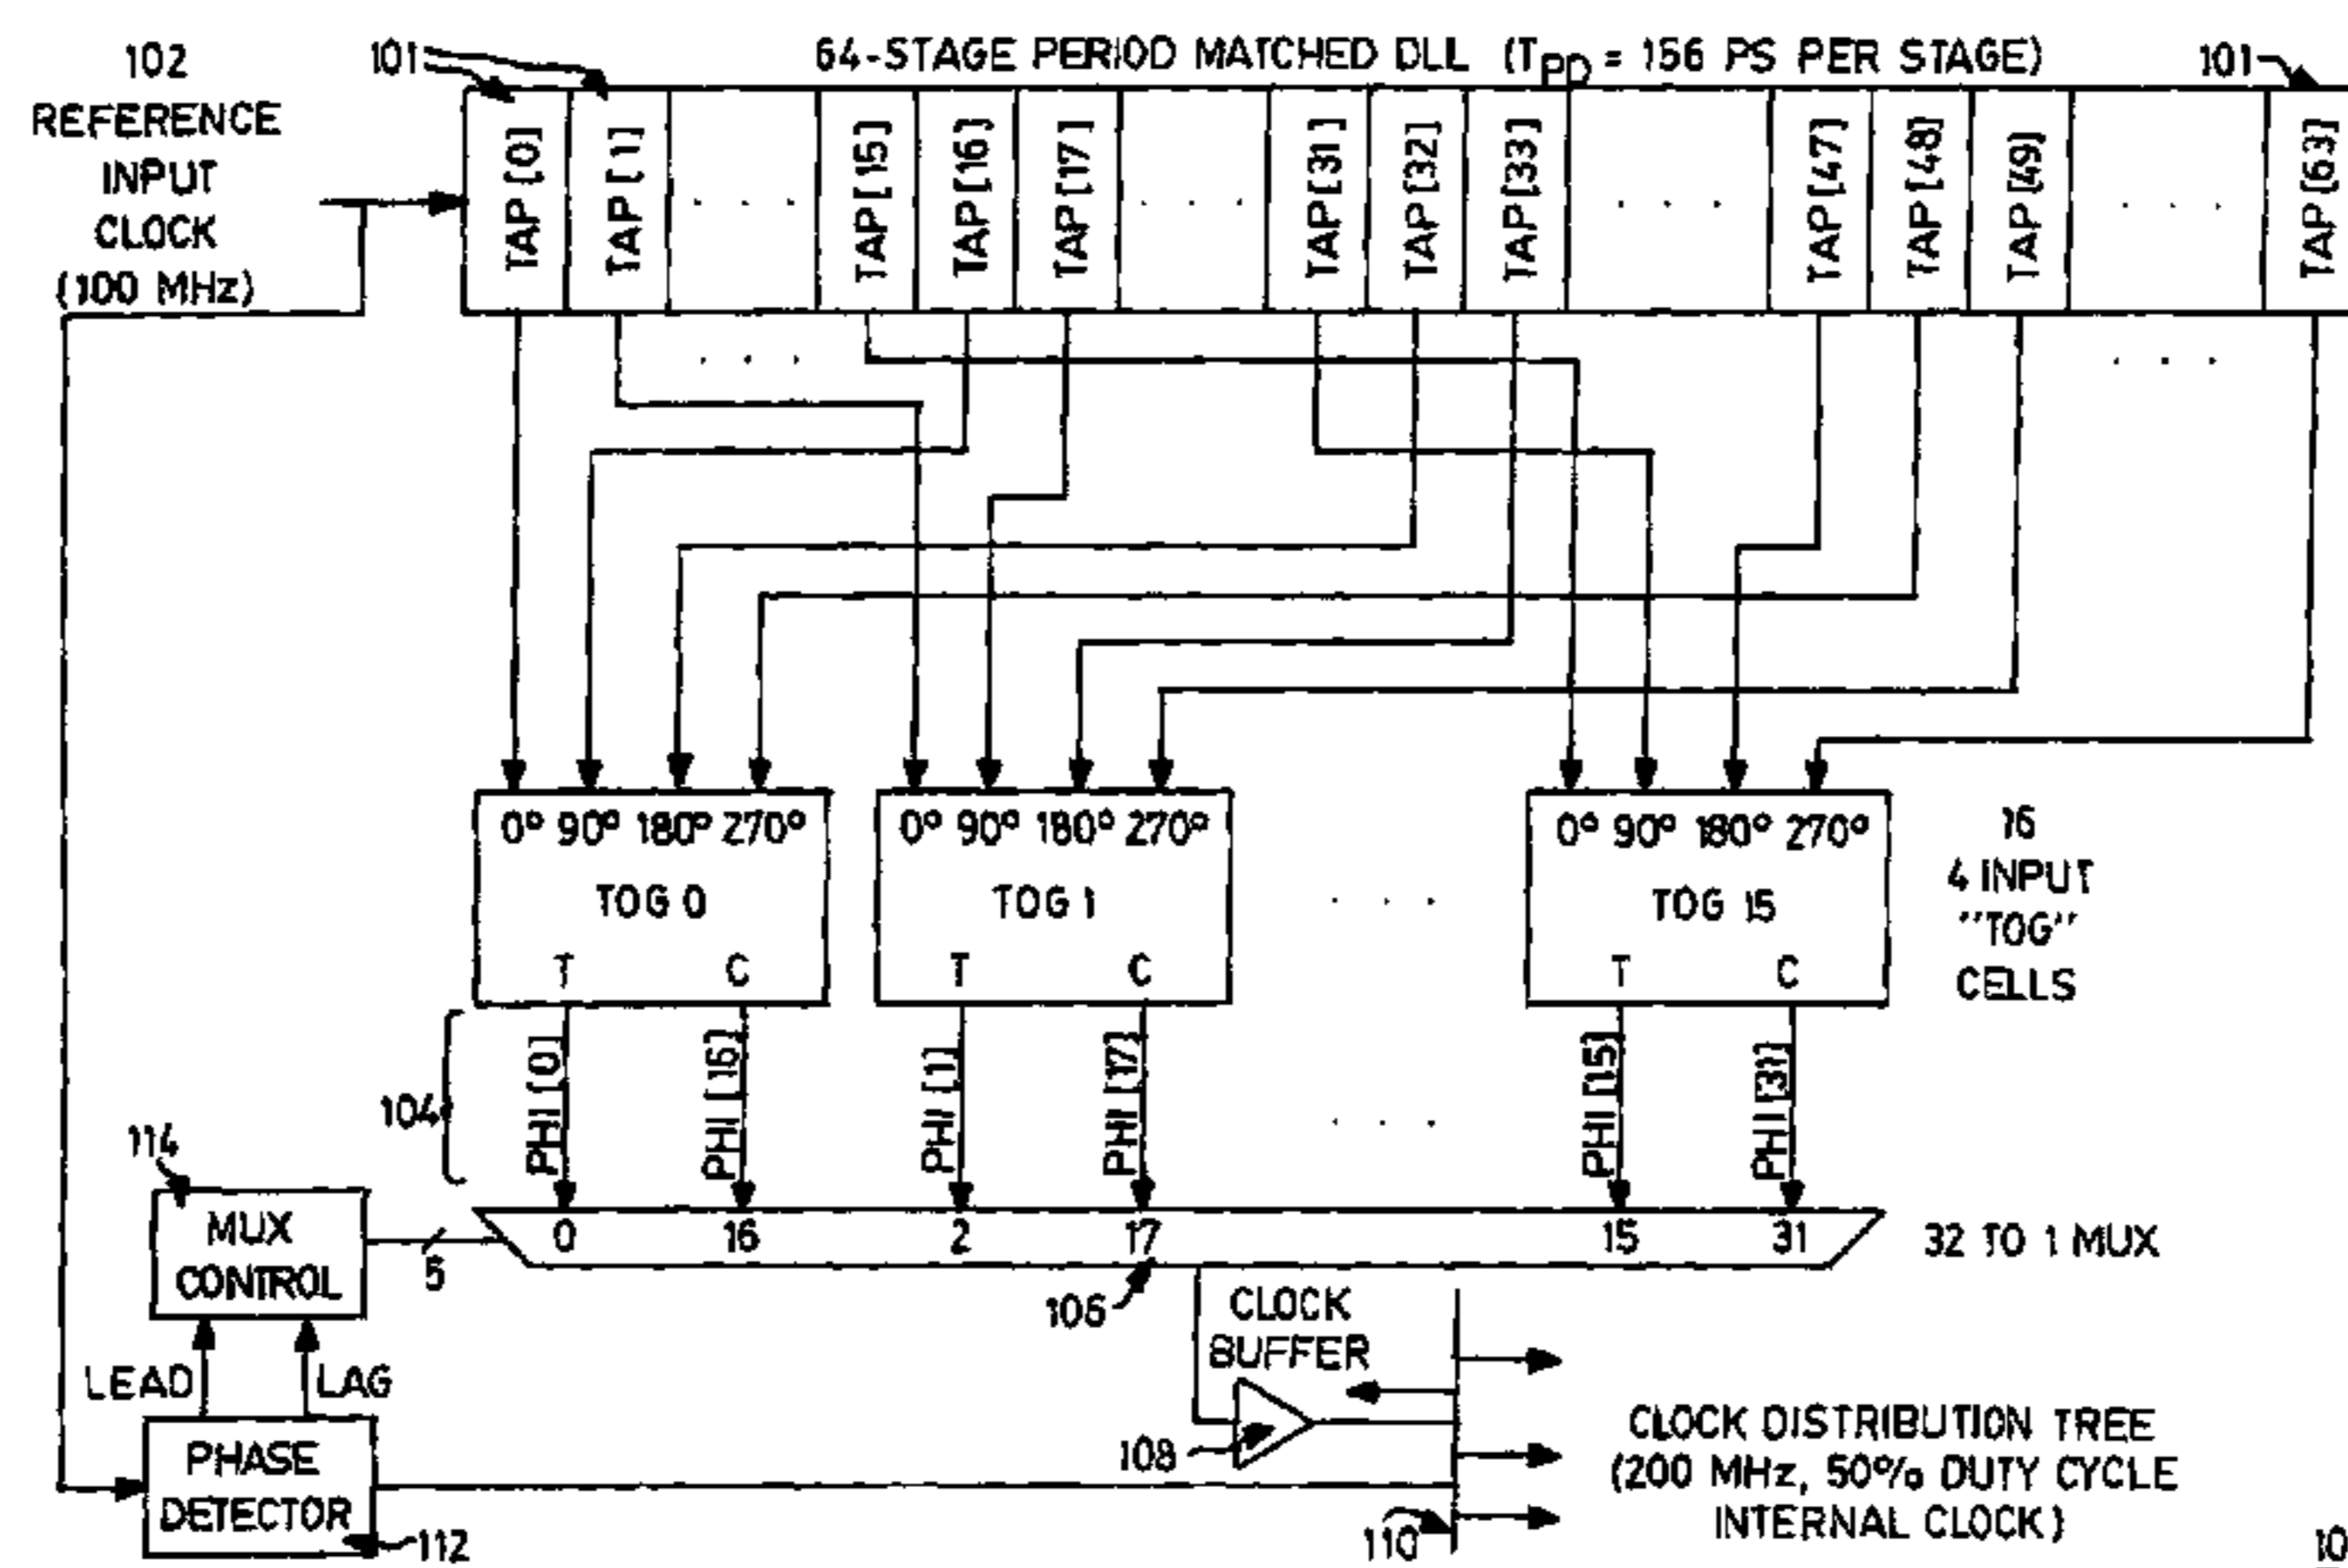 102
REFERENCE
INPUT
CLOCK
(100 MHz)
101
64-STAGE PERIOD MATCHED DLL (TPD = 156 PS PER STAGE)
101
TAP [0]
TAP [1]
. . .
TAP [15]
TAP [16]
TAP [17]
. . .
TAP [31]
TAP [32]
TAP [33]
. . .
TAP [47]
TAP [48]
TAP [49]
. . .
TAP [63]
. . .
. . .
0° 90° 180° 270°
TOG 0
T C
0° 90° 180° 270°
TOG 1
T C
. . .
0° 90° 180° 270°
TOG 15
T C
16
4 INPUT
"TOG"
CELLS
104
PHI [0]
PHI [16]
PHI [1]
PHI [17]
. . .
PHI [15]
PHI [31]
114
MUX
CONTROL
5
0 16 2 17 15 31
32 TO 1 MUX
106
CLOCK
BUFFER
108
LEAD
LAG
PHASE
DETECTOR
112
110
CLOCK DISTRIBUTION TREE
(200 MHz, 50% DUTY CYCLE
INTERNAL CLOCK)
10